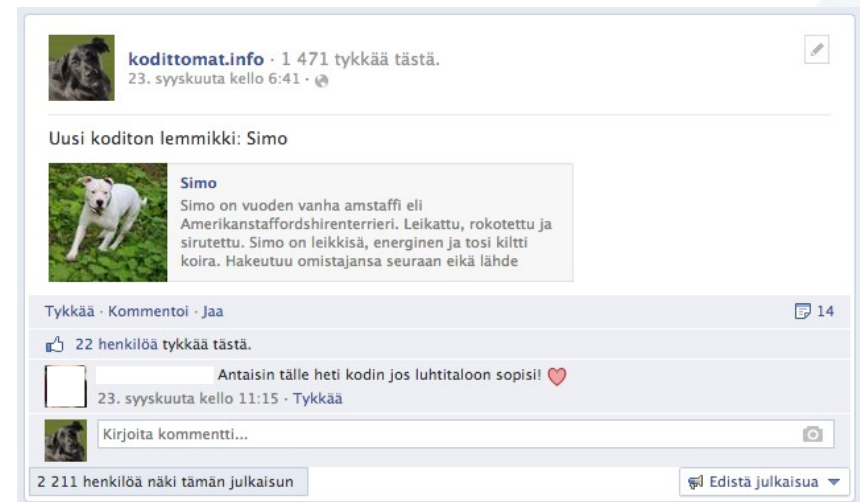 kodittomat.info · 1 471 tykkää tästä.
23. syyskuuta kello 6:41 ·
Uusi koditon lemmikki: Simo
Simo
Simo on vuoden vanha amstaffi eli
Amerikanstaffordshirenterrieri. Leikattu, rokotettu ja
sirutettu. Simo on leikkisä, energinen ja tosi kiltti
koira. Hakeutuu omistajansa seuraan eikä lähde
Tykkää · Kommentoi · Jaa 14
22 henkilöä tykkää tästä.
Antaisin tälle heti kodin jos luhtitaloon sopisi!
23. syyskuuta kello 11:15 · Tykkää
Kirjoita kommentti...
2 211 henkilöä näki tämän julkaisun Edistä julkaisua